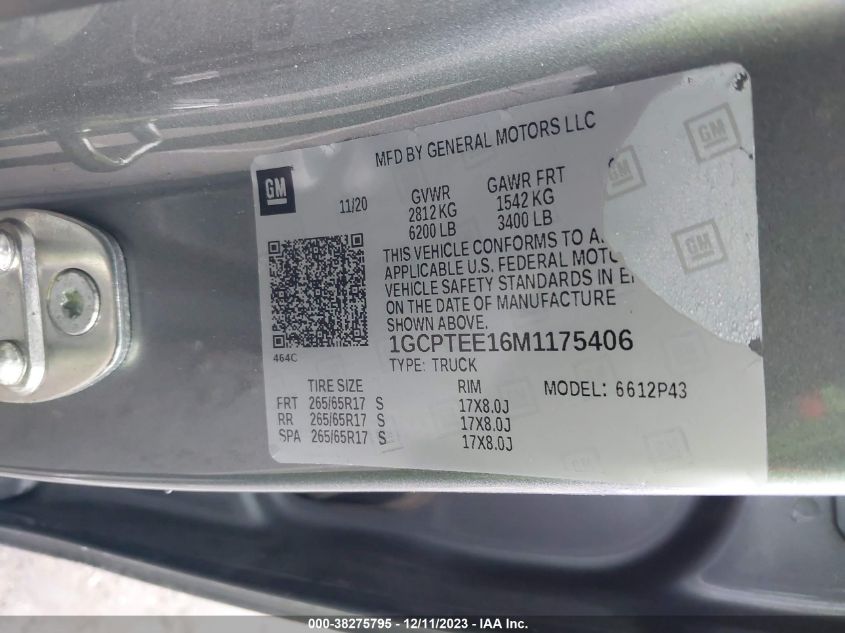 MFD BY GENERAL MOTORS LLC
GM
11/20
GVWR
2812 KG
6200 LB
GAWR FRT
1542 KG
3400 LB
THIS VEHICLE CONFORMS TO A
APPLICABLE U.S. FEDERAL MOTO
VEHICLE SAFETY STANDARDS IN E
ON THE DATE OF MANUFACTURE
SHOWN ABOVE.
464C
1GCPTEE16M1175406
TYPE: TRUCK
TIRE SIZE RIM MODEL: 6612P43
FRT 265/65R17 S 17X8.0J
RR 265/65R17 S 17X8.0J
SPA 265/65R17 S 17X8.0J
GM
GM
GM
000-38275795 - 12/11/2023 - IAA Inc.